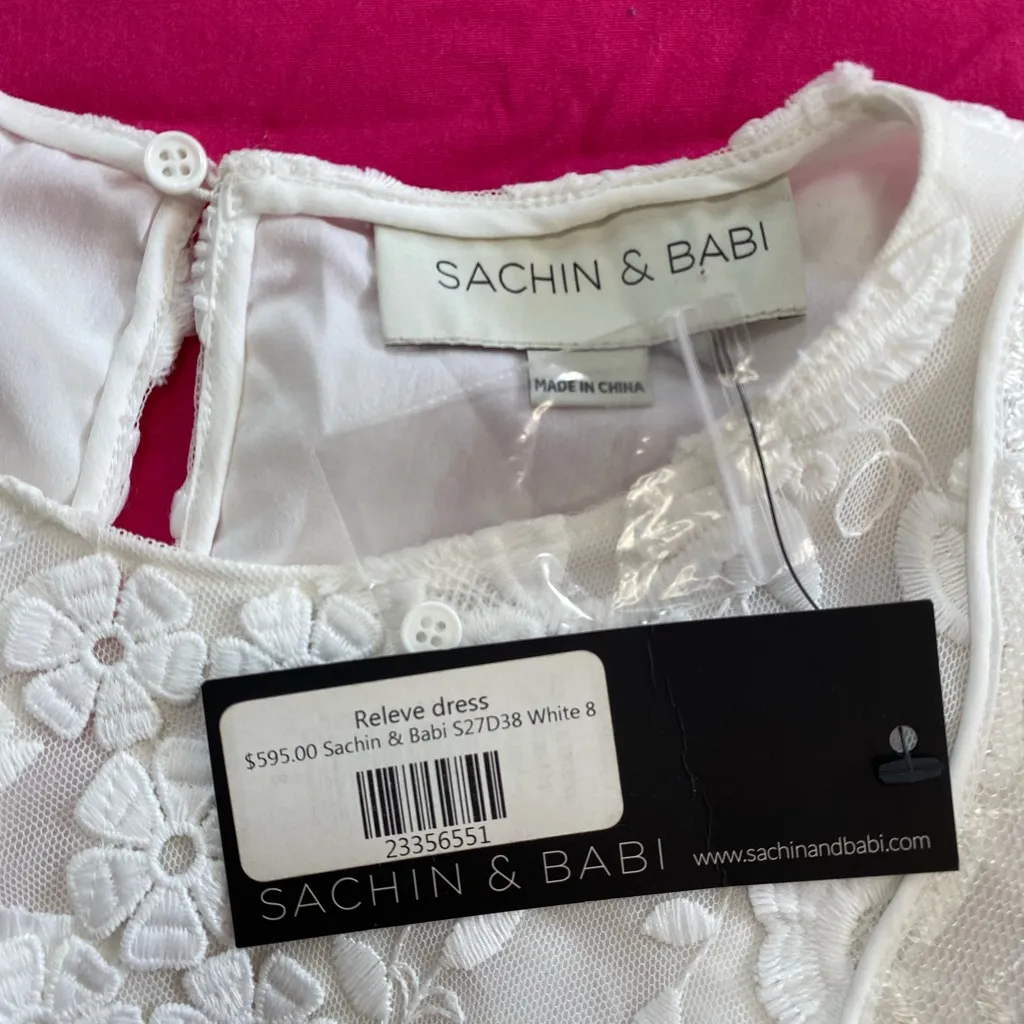 SACHIN & BABI
MADE IN CHINA
Releve dress
$595.00 Sachin & Babi S27D38 White 8
23356551
SACHIN & BABI
www.sachinandbabi.com